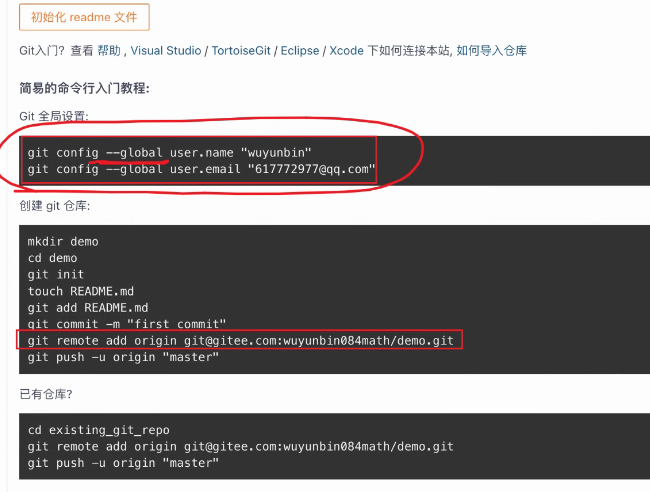 初始化 readme 文件
Git入门？查看 帮助 , Visual Studio / TortoiseGit / Eclipse / Xcode 下如何连接本站, 如何导入仓库
简易的命令行入门教程:
Git 全局设置:
git config --global user.name "wuyunbin"
git config --global user.email "617772977@qq.com"
创建 git 仓库:
mkdir demo
cd demo
git init
touch README.md
git add README.md
git commit -m "first commit"
git remote add origin git@gitee.com:wuyunbin084math/demo.git
git push -u origin "master"
已有仓库?
cd existing_git_repo
git remote add origin git@gitee.com:wuyunbin084math/demo.git
git push -u origin "master"